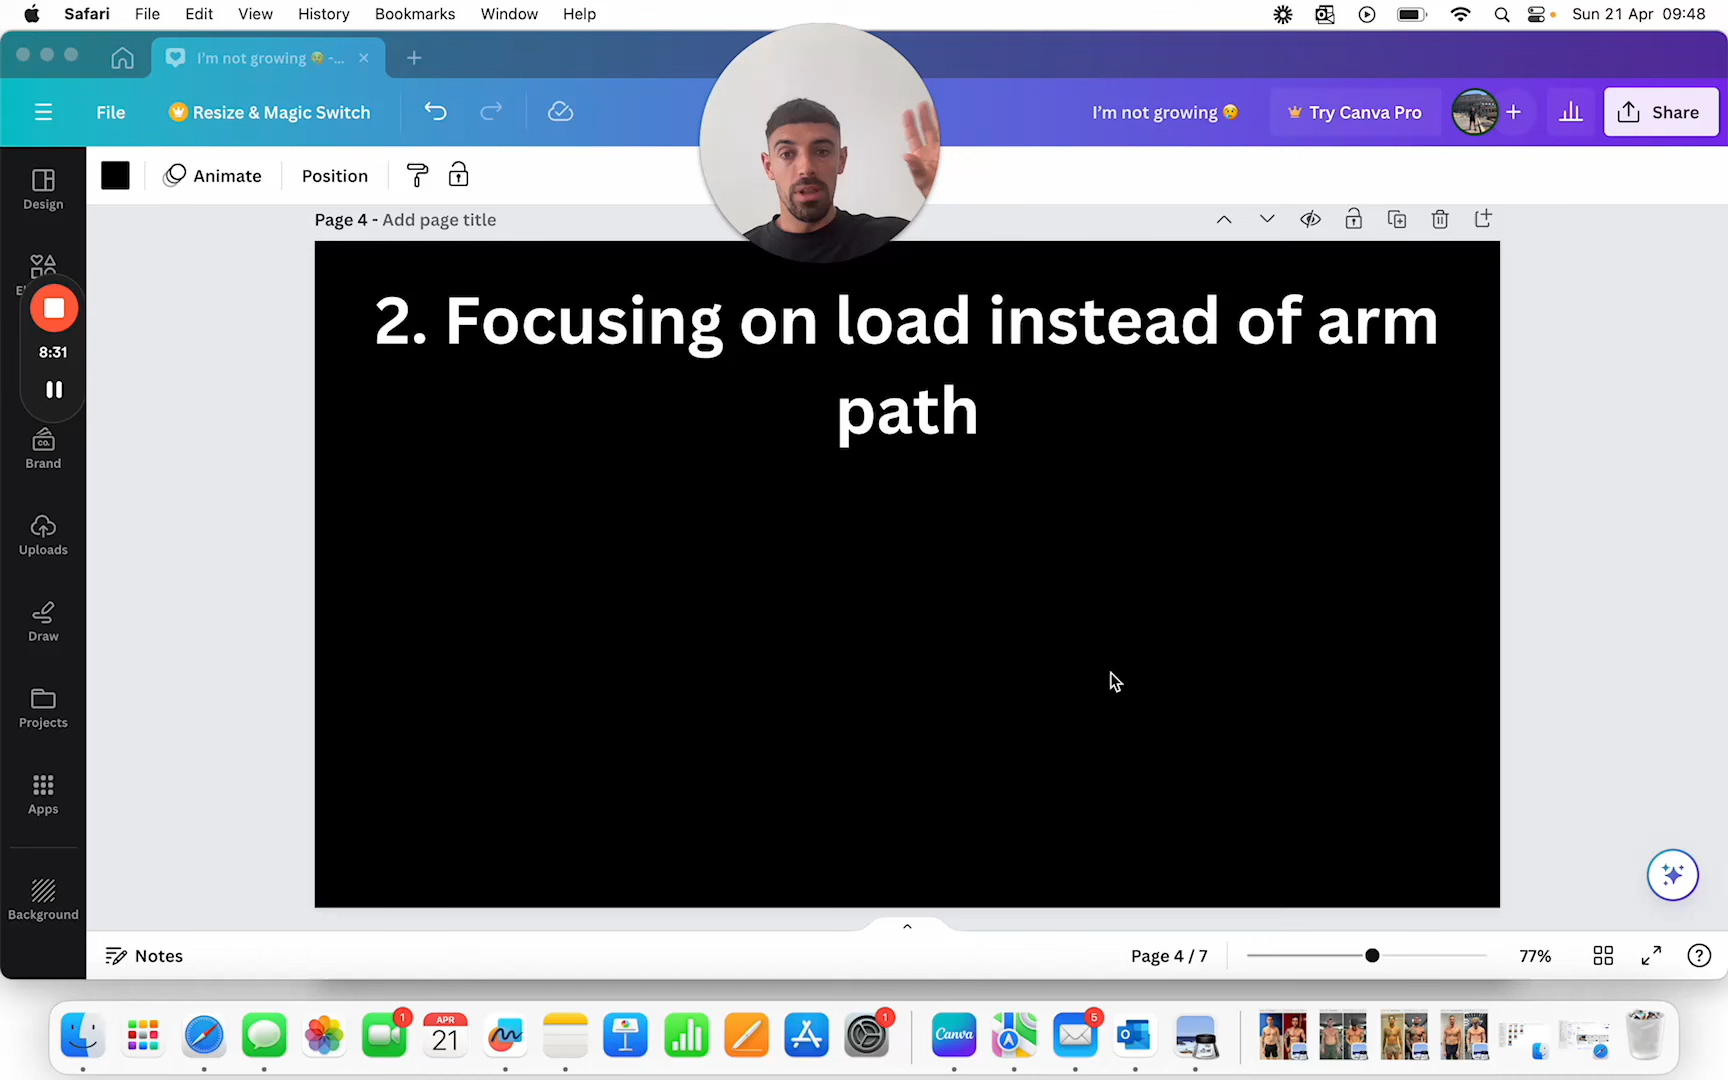 Safari File Edit View History Bookmarks Window Help Sun 21 Apr 09:48
I'm not growing 😢 -...
File Resize & Magic Switch I'm not growing 😢 Try Canva Pro Share
Animate Position
Design
Page 4 - Add page title
8:31
Brand
Uploads
Draw
Projects
Apps
Background
2. Focusing on load instead of arm
path
Notes Page 4 / 7 77%
1
APR
21
1
Canva
5